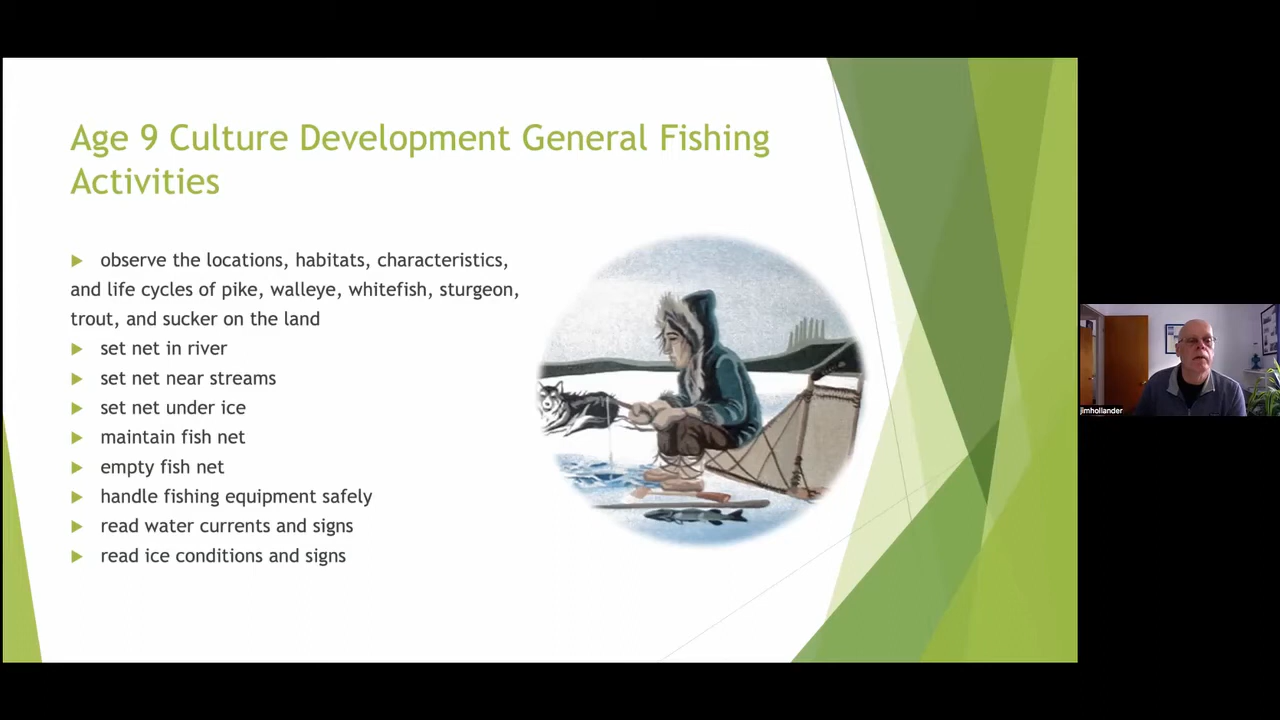 Age 9 Culture Development General Fishing
Activities
observe the locations, habitats, characteristics,
and life cycles of pike, walleye, whitefish, sturgeon,
trout, and sucker on the land
set net in river
set net near streams
set net under ice
maintain fish net
empty fish net
handle fishing equipment safely
read water currents and signs
read ice conditions and signs
jimhollander